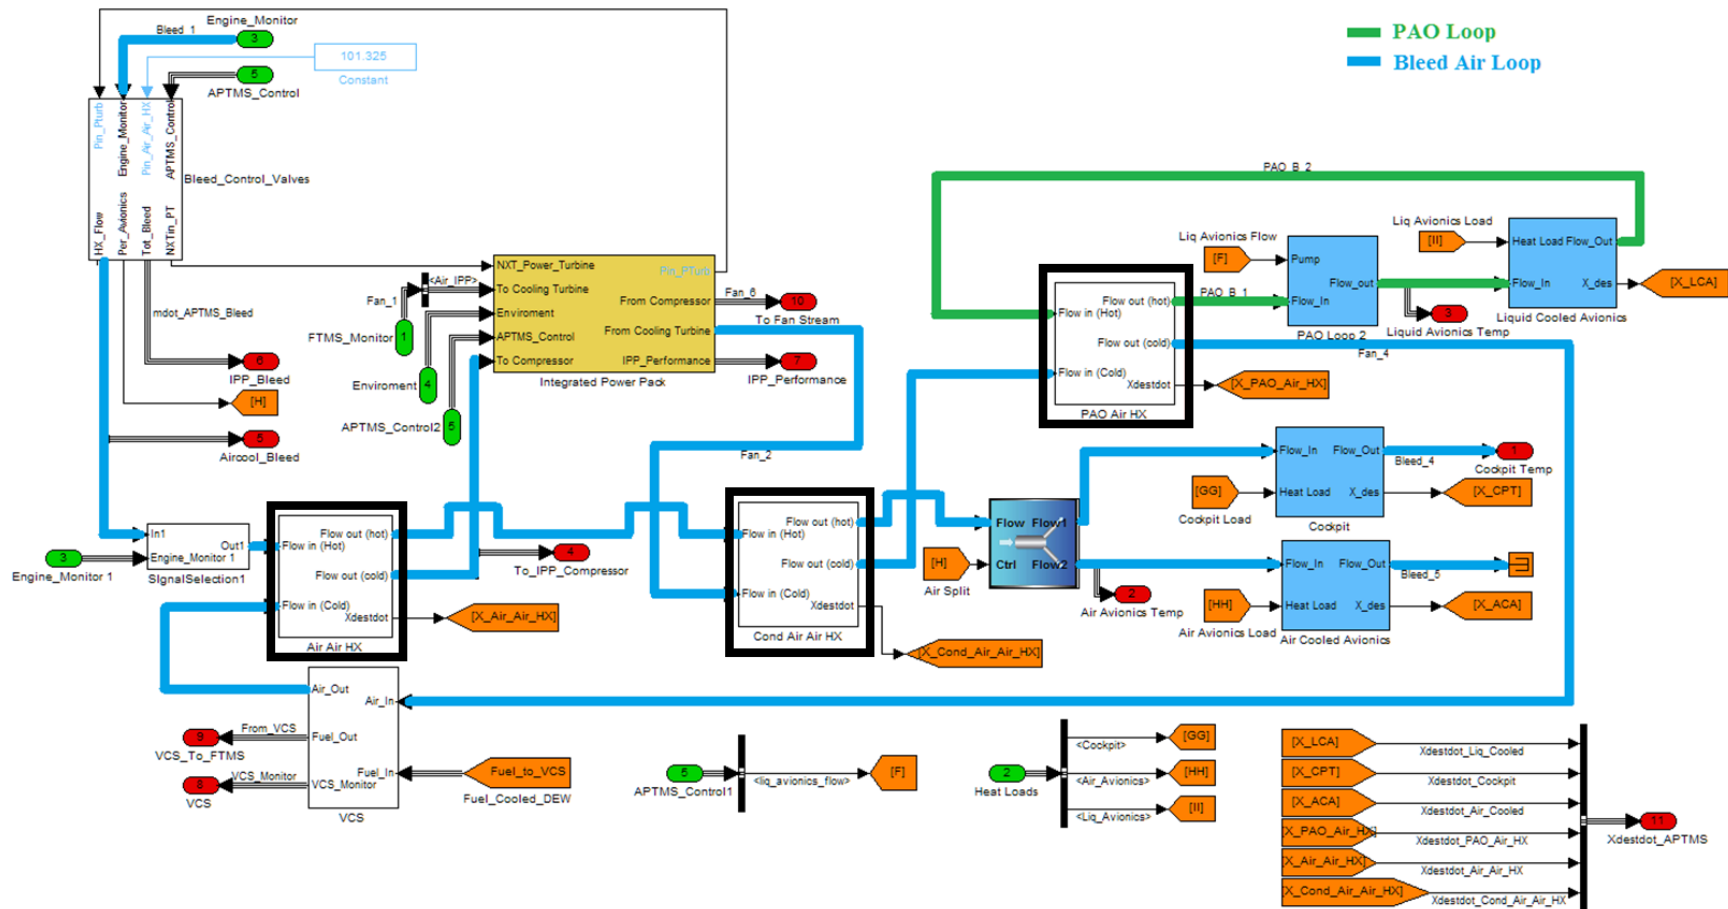 Engine_Monitor
3
Bleed_1
101.325
Constant
5
APTMS_Control
PAO Loop
Bleed Air Loop
Pin_Pturb
Engine_Monitor
Pin_Air_Air_HX
APTMS_Control
HX_Flow
Per_Avionics
Tot_Bleed
NXTin_PT
Bleed_Control_Valves
mdot_APTMS_Bleed
6
IPP_Bleed
[H]
5
Aircool_Bleed
<Air_IPP>
Fan_1
1
FTMS_Monitor
Enviroment
4
APTMS_Control2
5
NXT_Power_Turbine
To Cooling Turbine
Enviroment
APTMS_Control
To Compressor
Pin_PTurb
From Compressor
From Cooling Turbine
IPP_Performance
Integrated Power Pack
Fan_6
10
To Fan Stream
7
IPP_Performance
Fan_2
PAO_B_2
Liq Avionics Flow
[F]
Pump
Flow_out
Flow_In
PAO Loop 2
Liq Avionics Load
[II]
Heat Load
Flow_Out
Flow_In
X_des
Liquid Cooled Avionics
[X_LCA]
3
Liquid Avionics Temp
Flow out (hot)
Flow in (Hot)
Flow out (cold)
Flow in (Cold)
Xdestdot
PAO Air HX
PAO_B_1
Fan_4
[X_PAO_Air_HX]
3
Engine_Monitor 1
In1
Engine_Monitor 1
Out1
SIgnalSelection1
Flow out (hot)
Flow in (Hot)
Flow out (cold)
Flow in (Cold)
Xdestdot
Air Air HX
[X_Air_Air_HX]
4
To_IPP_Compressor
Flow out (hot)
Flow in (Hot)
Flow out (cold)
Flow in (Cold)
Xdestdot
Cond Air Air HX
[X_Cond_Air_Air_HX]
Flow
Flow1
Ctrl
Flow2
[H]
Air Split
2
Air Avionics Temp
Flow_In
Flow_Out
Heat Load
X_des
Cockpit
[GG]
Cockpit Load
Bleed_4
1
Cockpit Temp
[X_CPT]
Flow_In
Flow_Out
Heat Load
X_des
Air Cooled Avionics
[HH]
Air Avionics Load
Bleed_5
[X_ACA]
Air_Out
Air_In
Fuel_Out
Fuel_In
VCS_Monitor
VCS
From_VCS
9
VCS_To_FTMS
VCS_Monitor
8
VCS
Fuel_to_VCS
Fuel_Cooled_DEW
5
APTMS_Control1
<liq_avionics_flow>
[F]
2
Heat Loads
<Cockpit>
[GG]
<Air_Avionics>
[HH]
<Liq_Avionics>
[II]
[X_LCA]
Xdestdot_Liq_Cooled
[X_CPT]
Xdestdot_Cockpit
[X_ACA]
Xdestdot_Air_Cooled
[X_PAO_Air_HX]
Xdestdot_PAO_Air_HX
[X_Air_Air_HX]
Xdestdot_Air_Air_HX
[X_Cond_Air_Air_HX]
Xdestdot_Cond_Air_Air_HX
11
Xdestdot_APTMS